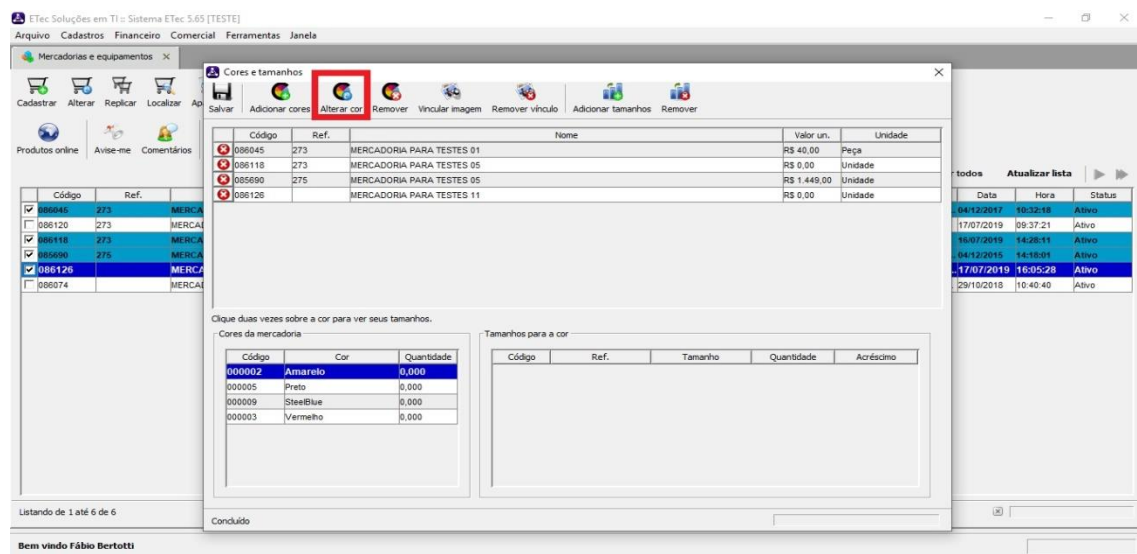 ETec Soluções em TI :: Sistema ETec 5.65 [TESTE]
Arquivo Cadastros Financeiro Comercial Ferramentas Janela
Mercadorias e equipamentos
Cadastrar Alterar Replicar Localizar
Produtos online Avise-me Comentários
todos Atualizar lista
Código Ref. Data Hora Status
086045 273 04/12/2017 10:32:18 Ativo
086120 273 17/07/2019 09:37:21 Ativo
086118 273 16/07/2019 14:28:11 Ativo
085690 275 04/12/2015 14:18:01 Ativo
086126 17/07/2019 16:05:28 Ativo
086074 29/10/2018 10:40:40 Ativo
Listando de 1 até 6 de 6
Bem vindo Fábio Bertotti
Cores e tamanhos
Salvar Adicionar cores Alterar cor Remover Vincular imagem Remover vínculo Adicionar tamanhos Remover
Código Ref. Nome Valor un. Unidade
086045 273 MERCADORIA PARA TESTES 01 R$ 40,00 Peça
086118 273 MERCADORIA PARA TESTES 05 R$ 0,00 Unidade
085690 275 MERCADORIA PARA TESTES 05 R$ 1.449,00 Unidade
086126 MERCADORIA PARA TESTES 11 R$ 0,00 Unidade
Clique duas vezes sobre a cor para ver seus tamanhos.
Cores da mercadoria
Código Cor Quantidade
000002 Amarelo 0,000
000005 Preto 0,000
000009 SteelBlue 0,000
000003 Vermelho 0,000
Tamanhos para a cor
Código Ref. Tamanho Quantidade Acréscimo
Concluído